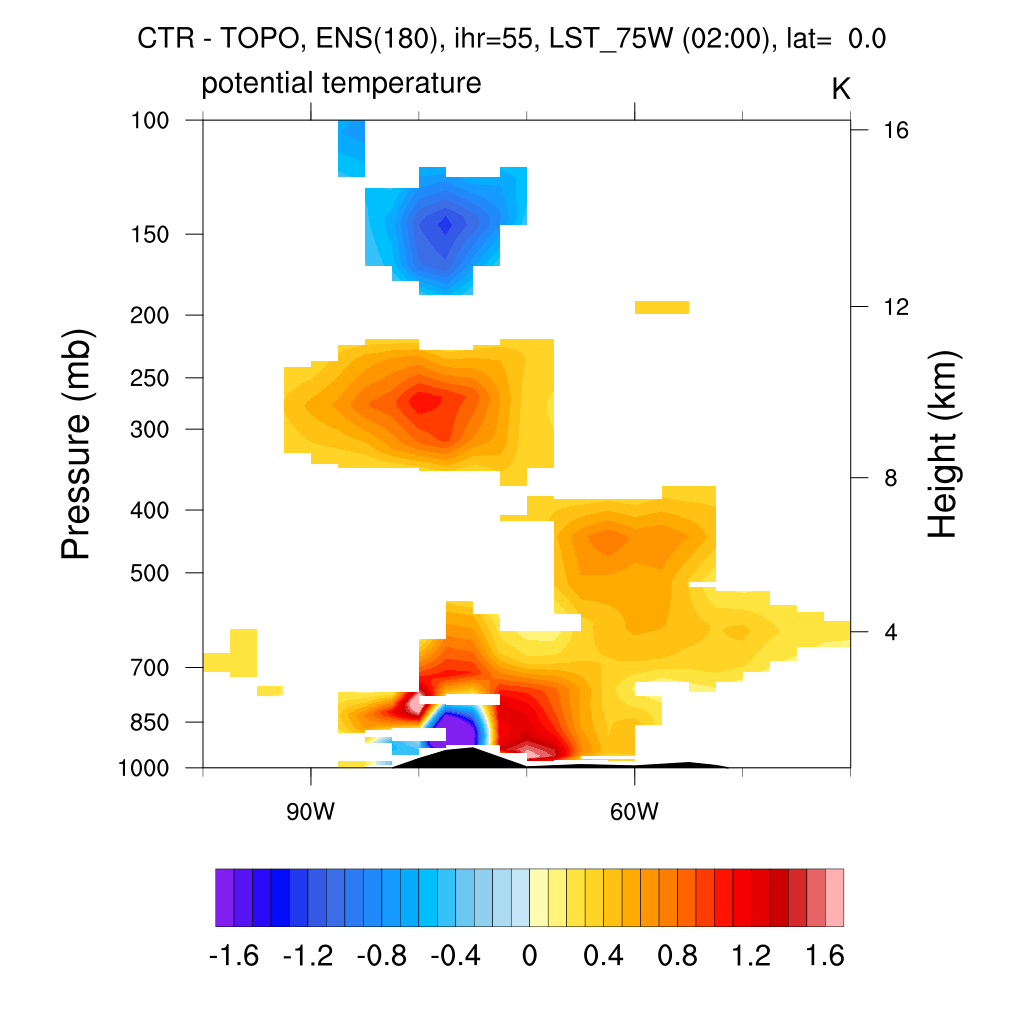 CTR - TOPO, ENS(180), ihr=55, LST_75W (02:00), lat=  0.0
potential temperature K
100 16
150
200 12
250
300
8
400
500
4
700
850
1000
Pressure (mb)
Height (km)
90W 60W
-1.6 -1.2 -0.8 -0.4 0 0.4 0.8 1.2 1.6